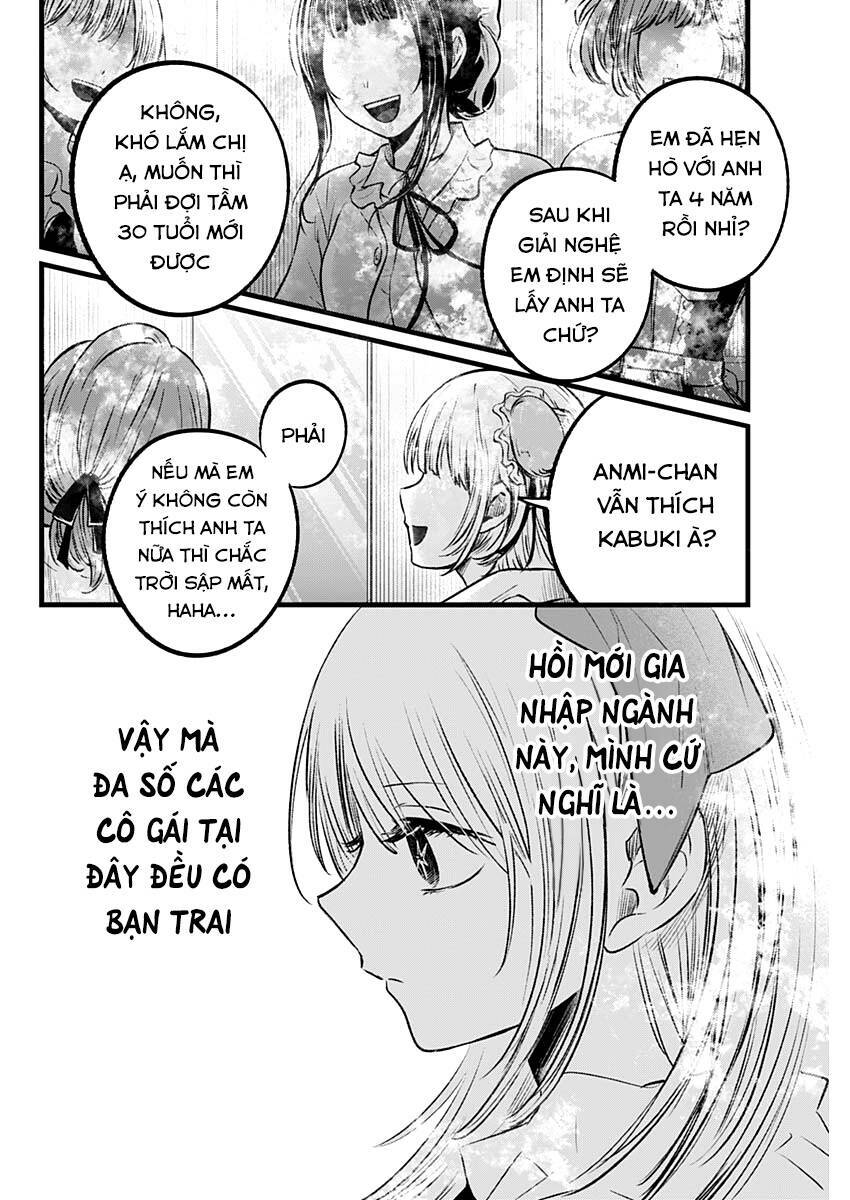 EM ĐÃ HẸN
HÒ VỚI ANH
TA 4 NĂM
RỒI NHỈ?
SAU KHI
GIẢI NGHỆ
EM ĐỊNH SẼ
LẤY ANH TA
CHỨ?
KHÔNG,
KHÓ LẮM CHỊ
Ạ, MUỐN THÌ
PHẢI ĐỢI TẦM
30 TUỔI MỚI
ĐƯỢC
ANMI-CHAN
VẪN THÍCH
KABUKI À?
PHẢI
NẾU MÀ EM
Ý KHÔNG CÒN
THÍCH ANH TA
NỮA THÌ CHẮC
TRỜI SẬP MẤT,
HAHA...
HỒI MỚI GIA
NHẬP NGÀNH
NÀY, MÌNH CỨ
NGHĨ LÀ...
VẬY MÀ
ĐA SỐ CÁC
CÔ GÁI TẠI
ĐÂY ĐỀU CÓ
BẠN TRAI